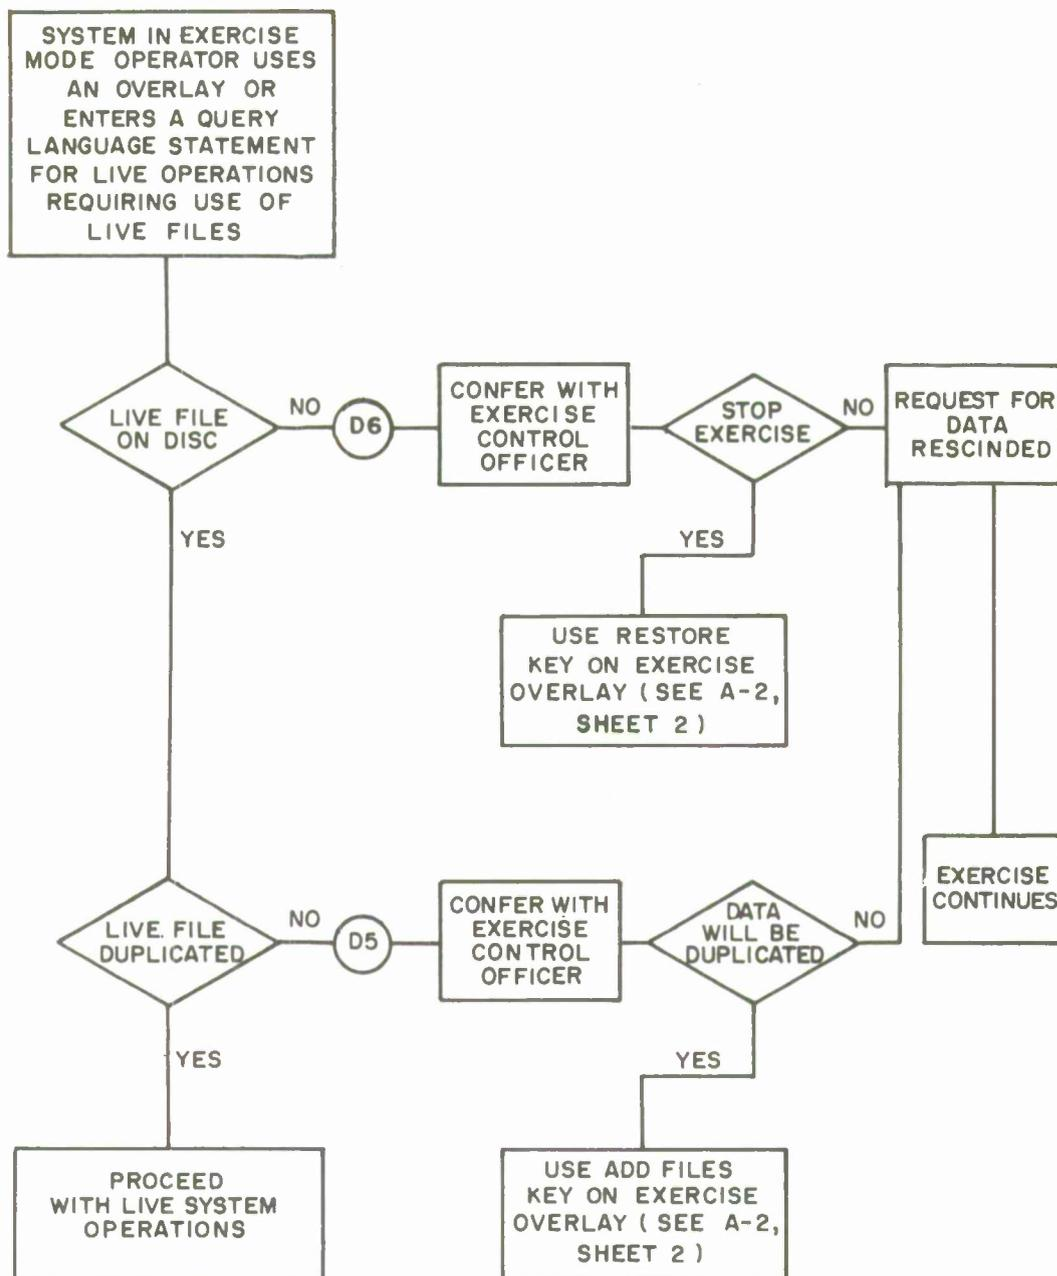 SYSTEM IN EXERCISE
MODE OPERATOR USES
AN OVERLAY OR
ENTERS A QUERY
LANGUAGE STATEMENT
FOR LIVE OPERATIONS
REQUIRING USE OF
LIVE FILES
LIVE FILE
ON DISC
NO
D6
CONFER WITH
EXERCISE
CONTROL
OFFICER
STOP
EXERCISE
NO
REQUEST FOR
DATA
RESCINDED
YES
YES
USE RESTORE
KEY ON EXERCISE
OVERLAY (SEE A-2,
SHEET 2)
EXERCISE
CONTINUES
LIVE. FILE
DUPLICATED
NO
D5
CONFER WITH
EXERCISE
CONTROL
OFFICER
DATA
WILL BE
DUPLICATED
NO
YES
YES
PROCEED
WITH LIVE SYSTEM
OPERATIONS
USE ADD FILES
KEY ON EXERCISE
OVERLAY (SEE A-2,
SHEET 2)